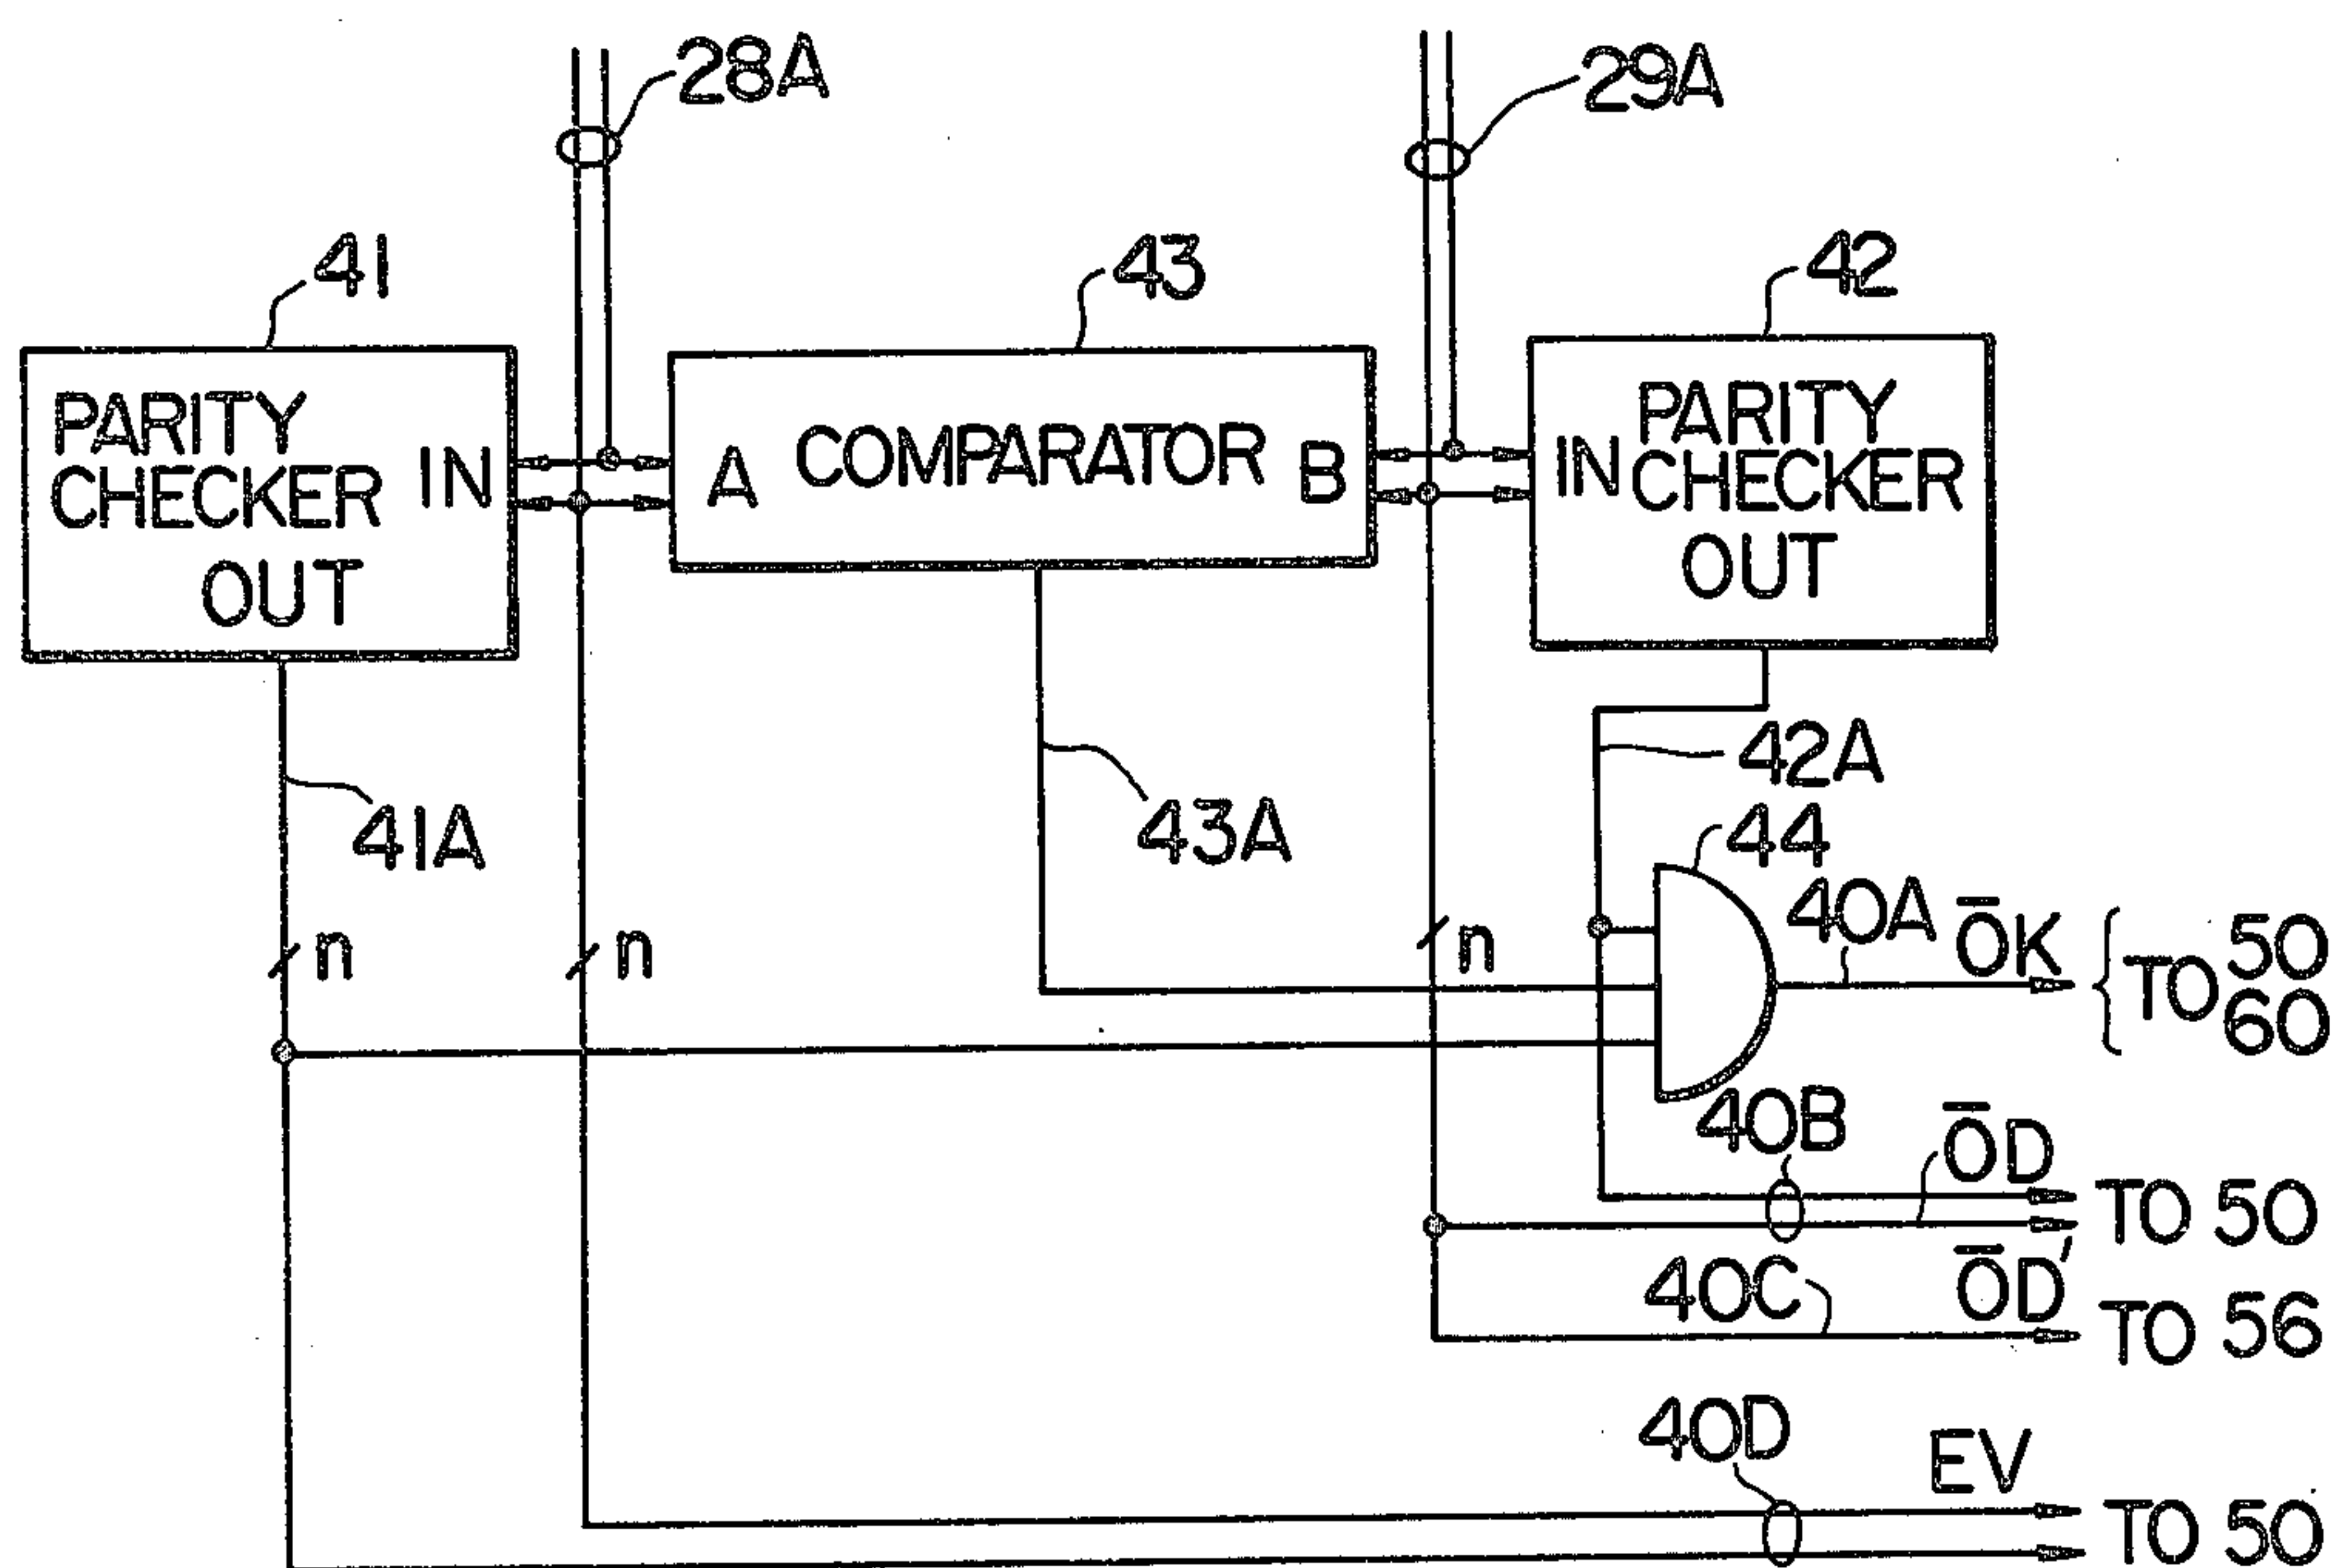 28A
29A
41
43
42
PARITY
CHECKER
IN
OUT
A
COMPARATOR
B
IN
PARITY
CHECKER
OUT
41A
43A
42A
44
n
n
n
40A
ŌK
TO 50
60
40B
ŌD
TO 50
40C
ŌD'
TO 56
40D
EV
TO 50